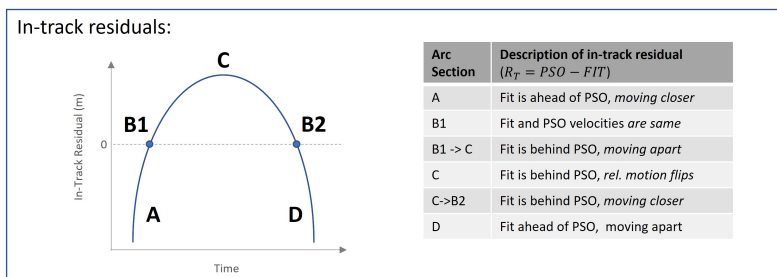 In-track residuals:
C
B1
B2
0
A
D
In-Track Residual (m)
Time
Arc Section
Description of in-track residual
(R_T = PSO − FIT)
A
Fit is ahead of PSO, moving closer
B1
Fit and PSO velocities are same
B1 -> C
Fit is behind PSO, moving apart
C
Fit is behind PSO, rel. motion flips
C->B2
Fit is behind PSO, moving closer
D
Fit ahead of PSO, moving apart